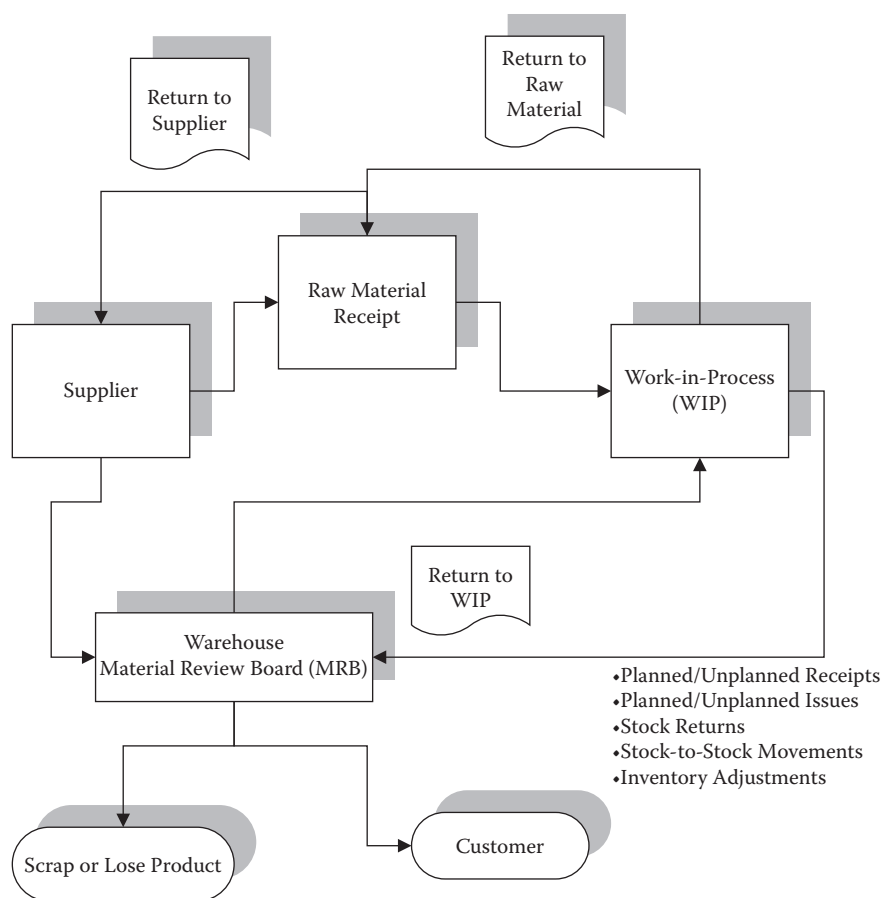 Return to
Supplier
Return to
Raw
Material
Raw Material
Receipt
Supplier
Work-in-Process
(WIP)
Return to
WIP
Warehouse
Material Review Board (MRB)
•Planned/Unplanned Receipts
•Planned/Unplanned Issues
•Stock Returns
•Stock-to-Stock Movements
•Inventory Adjustments
Scrap or Lose Product
Customer